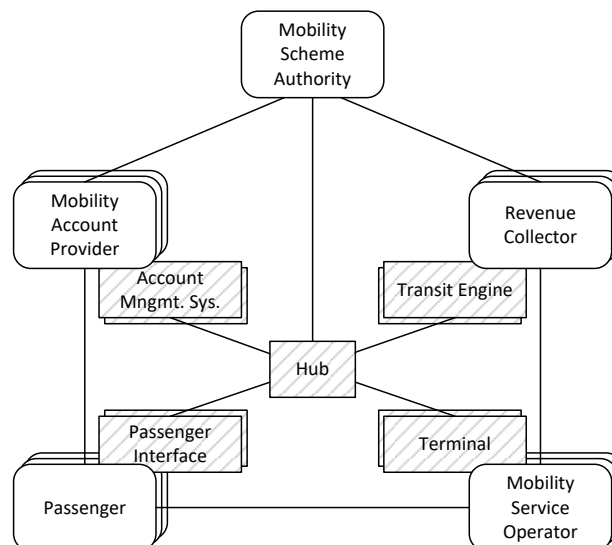 Mobility
Scheme
Authority
Mobility
Account
Provider
Revenue
Collector
Account
Mngmt. Sys.
Transit Engine
Hub
Passenger
Interface
Terminal
Passenger
Mobility
Service
Operator